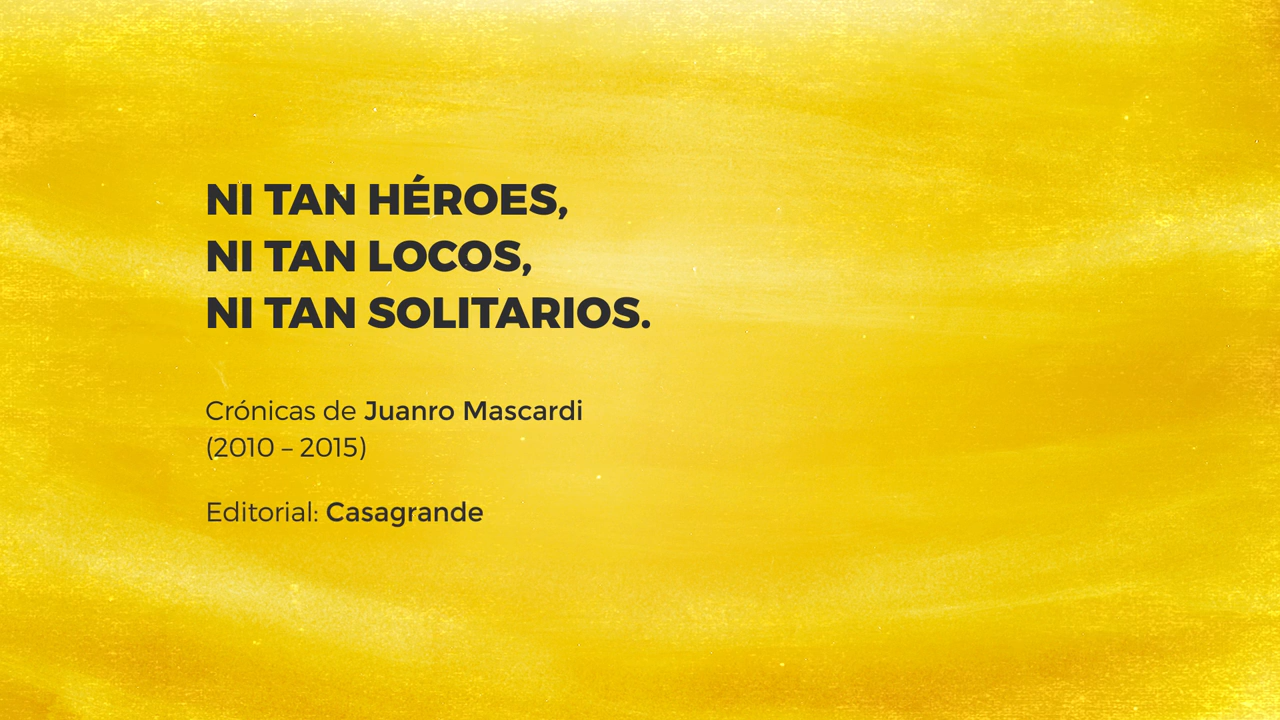 NI TAN HÉROES,
NI TAN LOCOS,
NI TAN SOLITARIOS.
Crónicas de Juanro Mascardi
(2010 – 2015)
Editorial: Casagrande